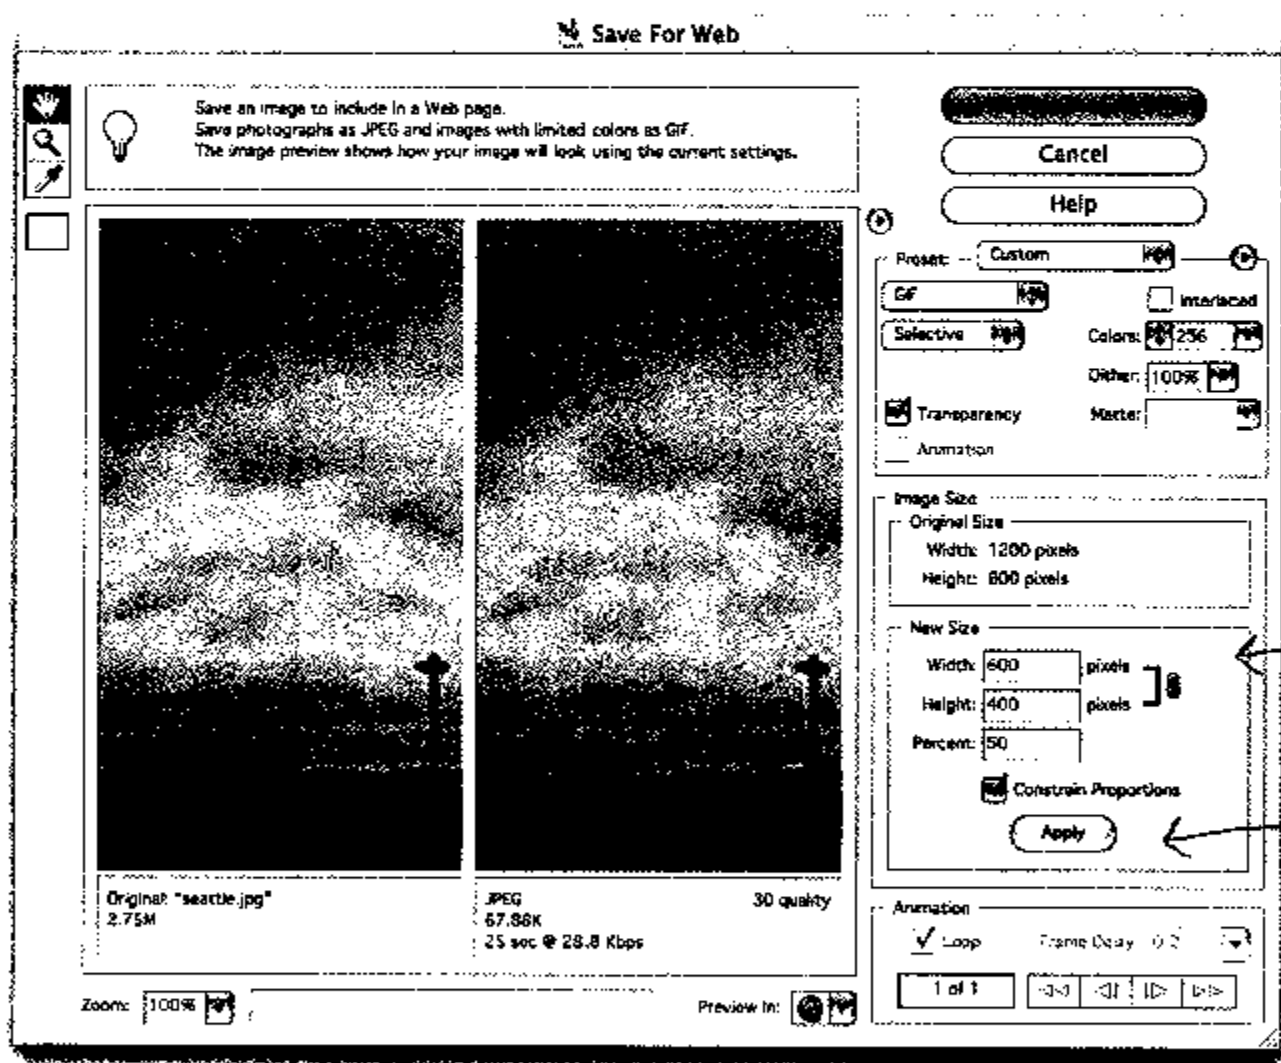 Save For Web
Save an image to include in a Web page.
Save photographs as JPEG and images with limited colors as GIF.
The image preview shows how your image will look using the current settings.
Cancel
Help
Preset: Custom
GIF
Interlaced
Selective
Colors: 256
Dither: 100%
Transparency
Matte:
Animation
Image Size
Original Size
Width: 1200 pixels
Height: 800 pixels
New Size
Width: 600 pixels
Height: 400 pixels
Percent: 50
Constrain Proportions
Apply
Original: "seattle.jpg"
2.75M
JPEG
30 quality
67.88K
25 sec @ 28.8 Kbps
Animation
Loop
Frame Delay: 0.2
1 of 1
Zoom: 100%
Preview In: